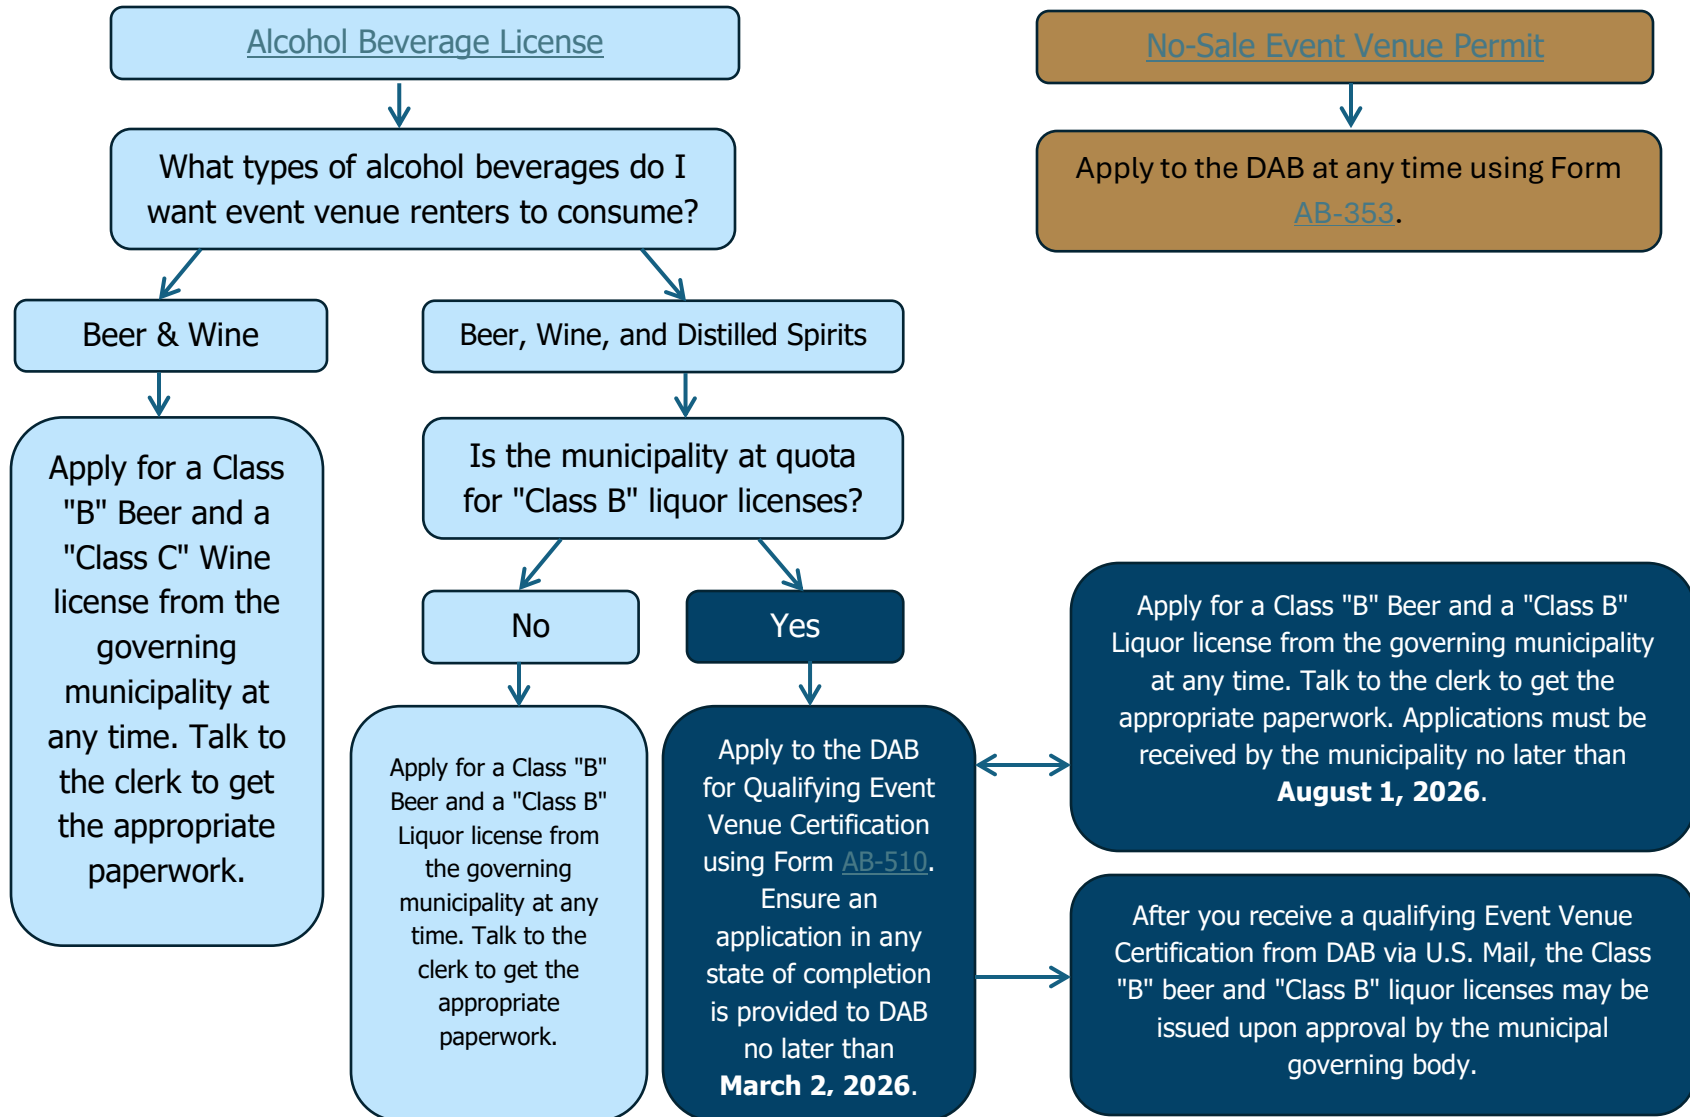 Alcohol Beverage License
No-Sale Event Venue Permit
What types of alcohol beverages do I
want event venue renters to consume?
Apply to the DAB at any time using Form
AB-353.
Beer & Wine
Beer, Wine, and Distilled Spirits
Apply for a Class
"B" Beer and a
"Class C" Wine
license from the
governing
municipality at
any time. Talk to
the clerk to get
the appropriate
paperwork.
Is the municipality at quota
for "Class B" liquor licenses?
No
Yes
Apply for a Class "B"
Beer and a "Class B"
Liquor license from
the governing
municipality at any
time. Talk to the
clerk to get the
appropriate
paperwork.
Apply to the DAB
for Qualifying Event
Venue Certification
using Form AB-510.
Ensure an
application in any
state of completion
is provided to DAB
no later than
March 2, 2026.
Apply for a Class "B" Beer and a "Class B"
Liquor license from the governing municipality
at any time. Talk to the clerk to get the
appropriate paperwork. Applications must be
received by the municipality no later than
August 1, 2026.
After you receive a qualifying Event Venue
Certification from DAB via U.S. Mail, the Class
"B" beer and "Class B" liquor licenses may be
issued upon approval by the municipal
governing body.